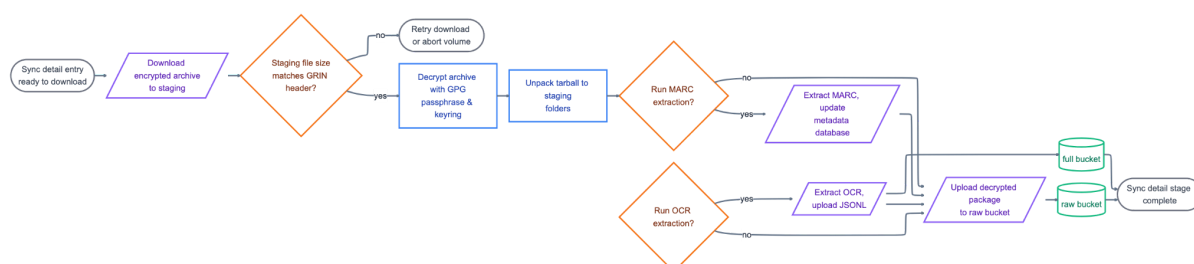 Sync detail entry
ready to download
Download
encrypted archive
to staging
Staging file size
matches GRIN
header?
no
Retry download
or abort volume
yes
Decrypt archive
with GPG
passphrase &
keyring
Unpack tarball to
staging
folders
Run MARC
extraction?
no
yes
Extract MARC,
update
metadata
database
Run OCR
extraction?
yes
no
Extract OCR,
upload JSONL
Upload decrypted
package
to raw bucket
full bucket
raw bucket
Sync detail stage
complete